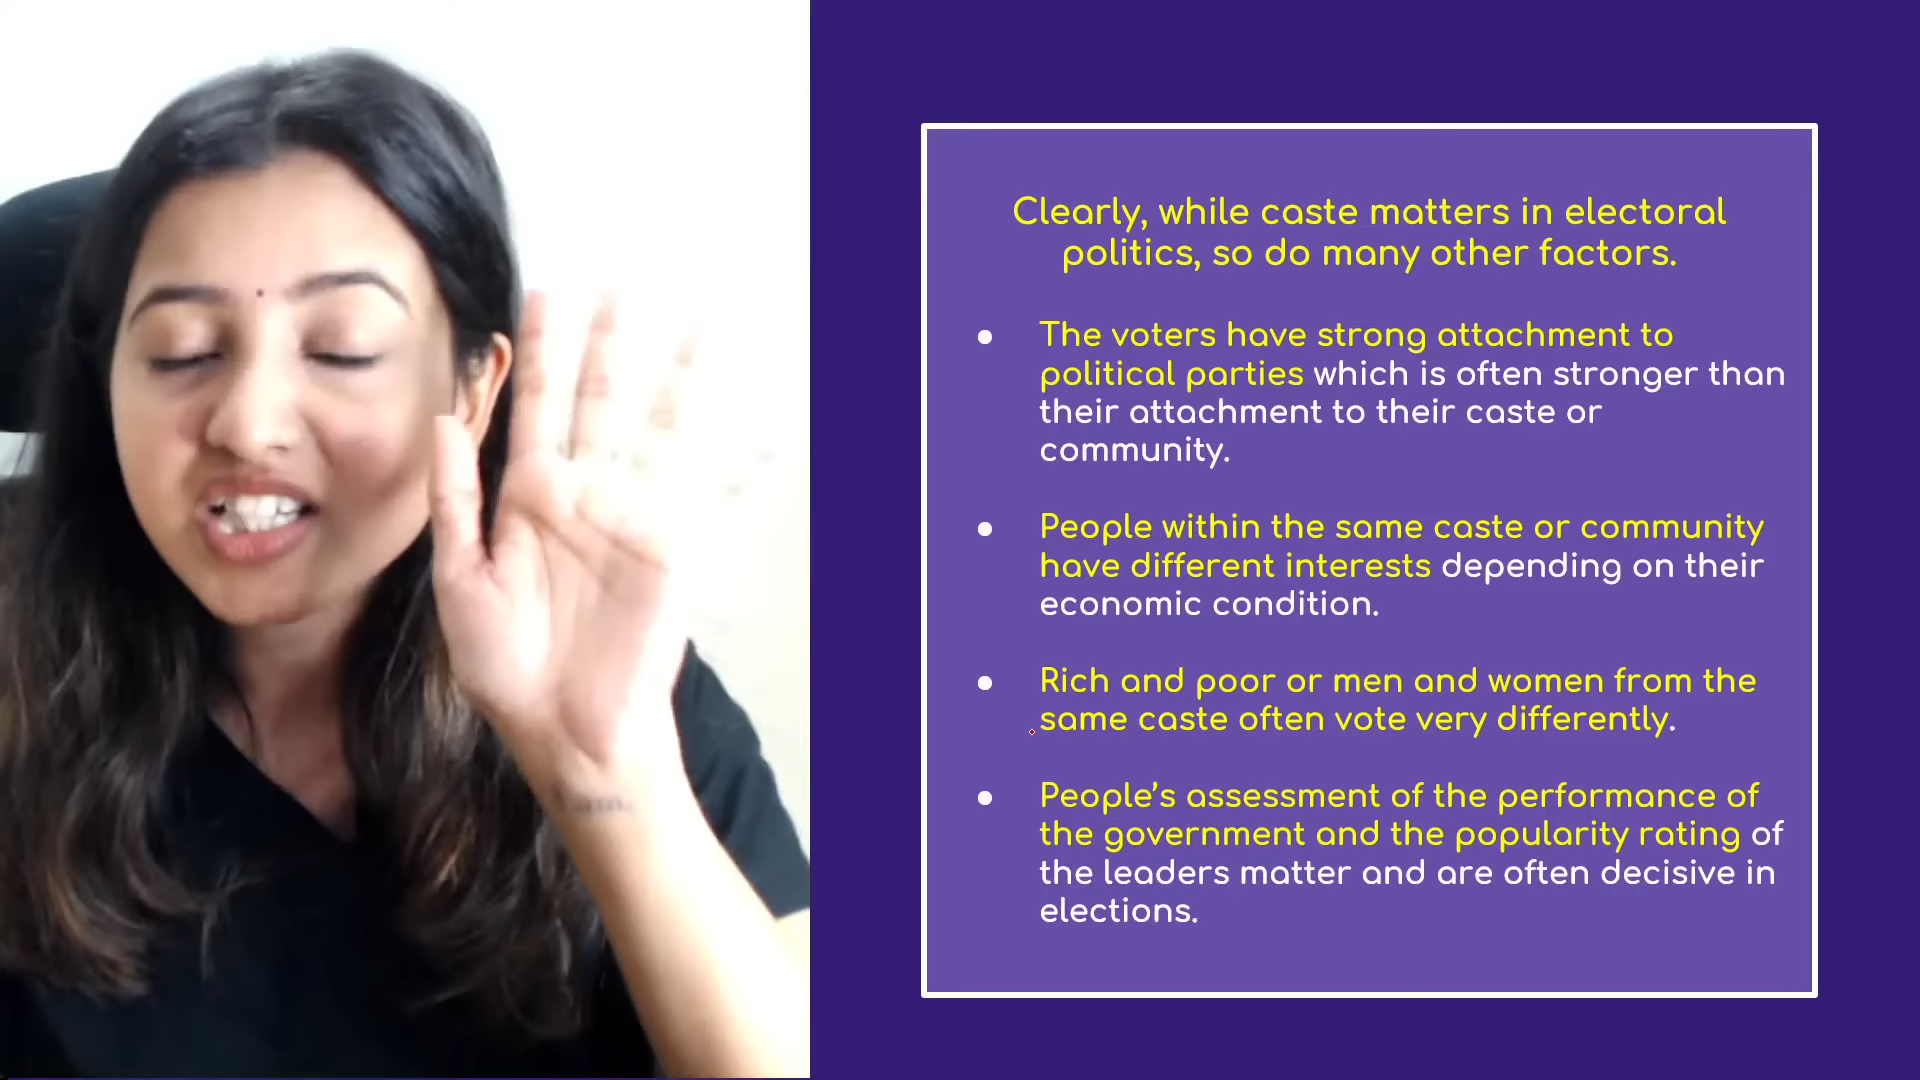 Clearly, while caste matters in electoral
politics, so do many other factors.
The voters have strong attachment to
political parties which is often stronger than
their attachment to their caste or
community.
People within the same caste or community
have different interests depending on their
economic condition.
Rich and poor or men and women from the
same caste often vote very differently.
People’s assessment of the performance of
the government and the popularity rating of
the leaders matter and are often decisive in
elections.